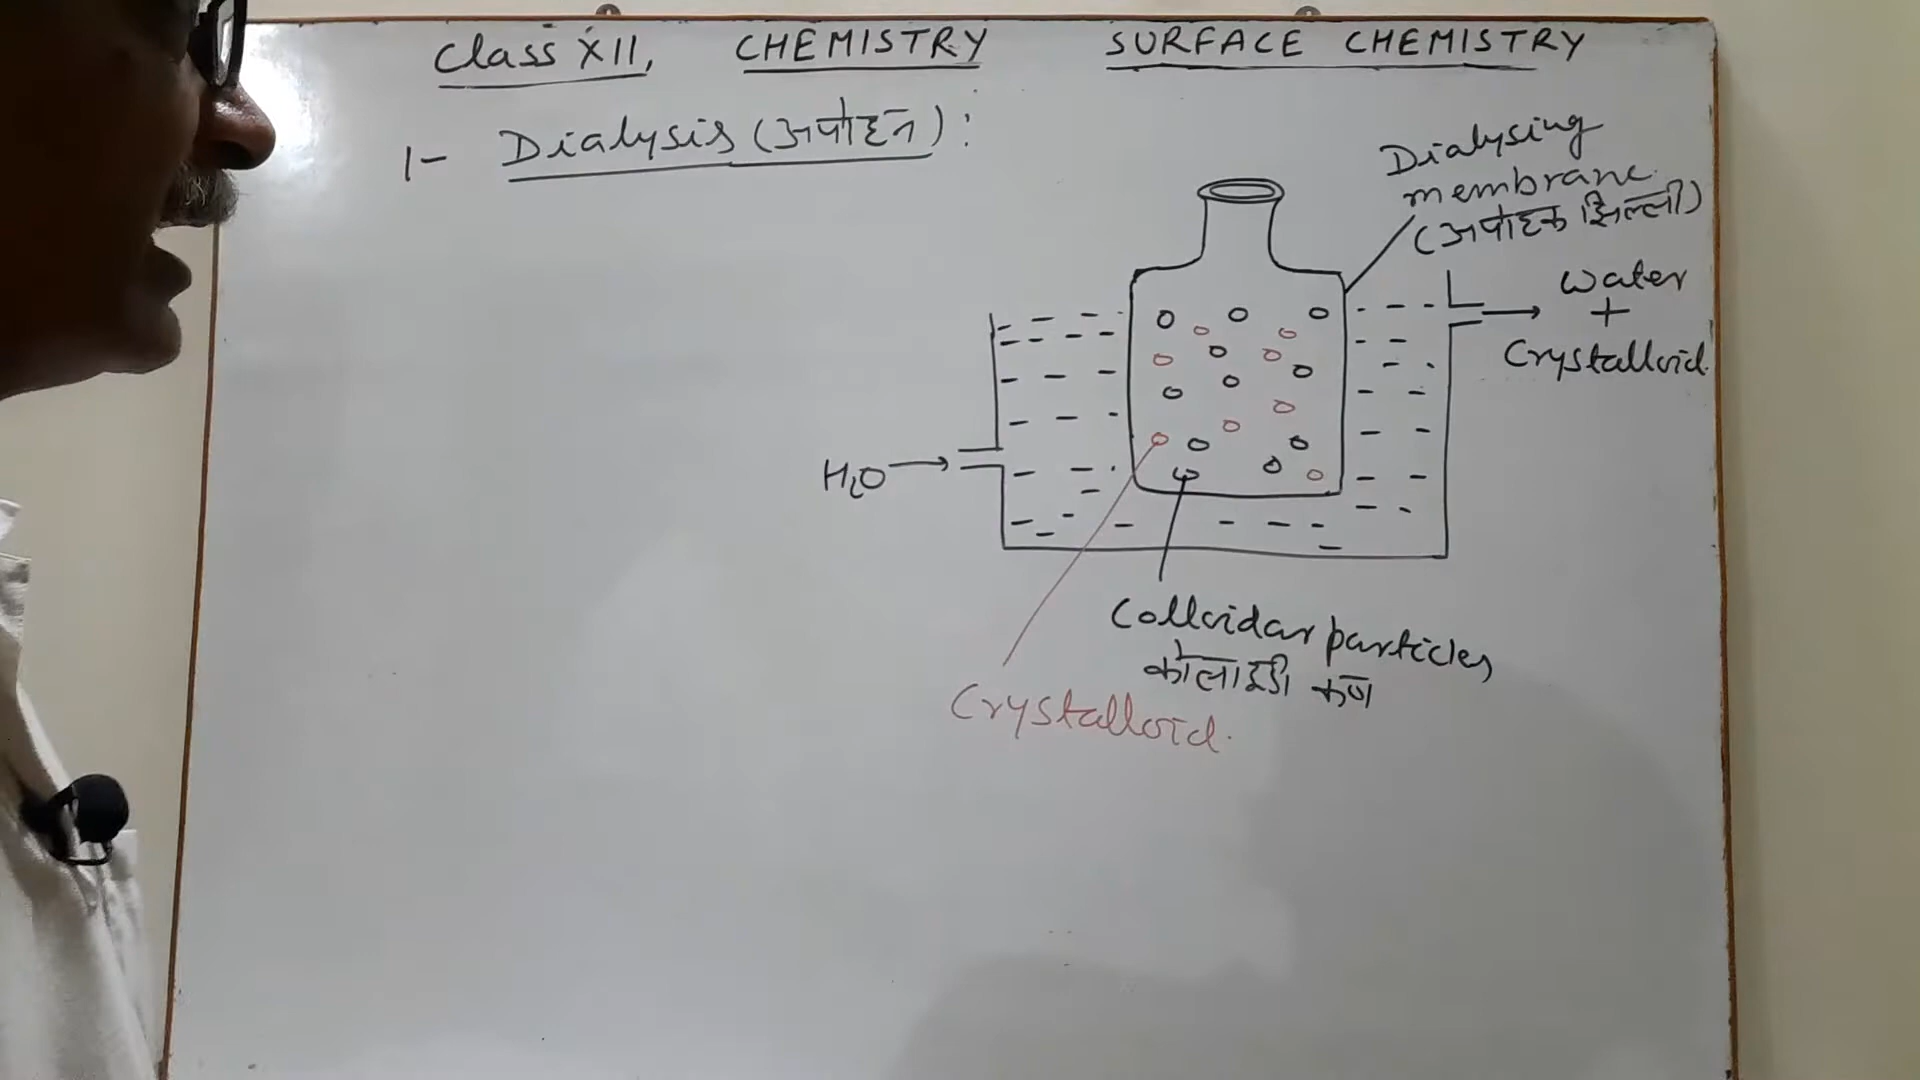 Class XII, CHEMISTRY SURFACE CHEMISTRY
1- Dialysis (अपोहन) :
Dialysing
membrane
(अपोहक झिल्ली)
Water
+
Crystalloid
H₂O
Colloidar particles
कोलाइडी कण
Crystalloid.